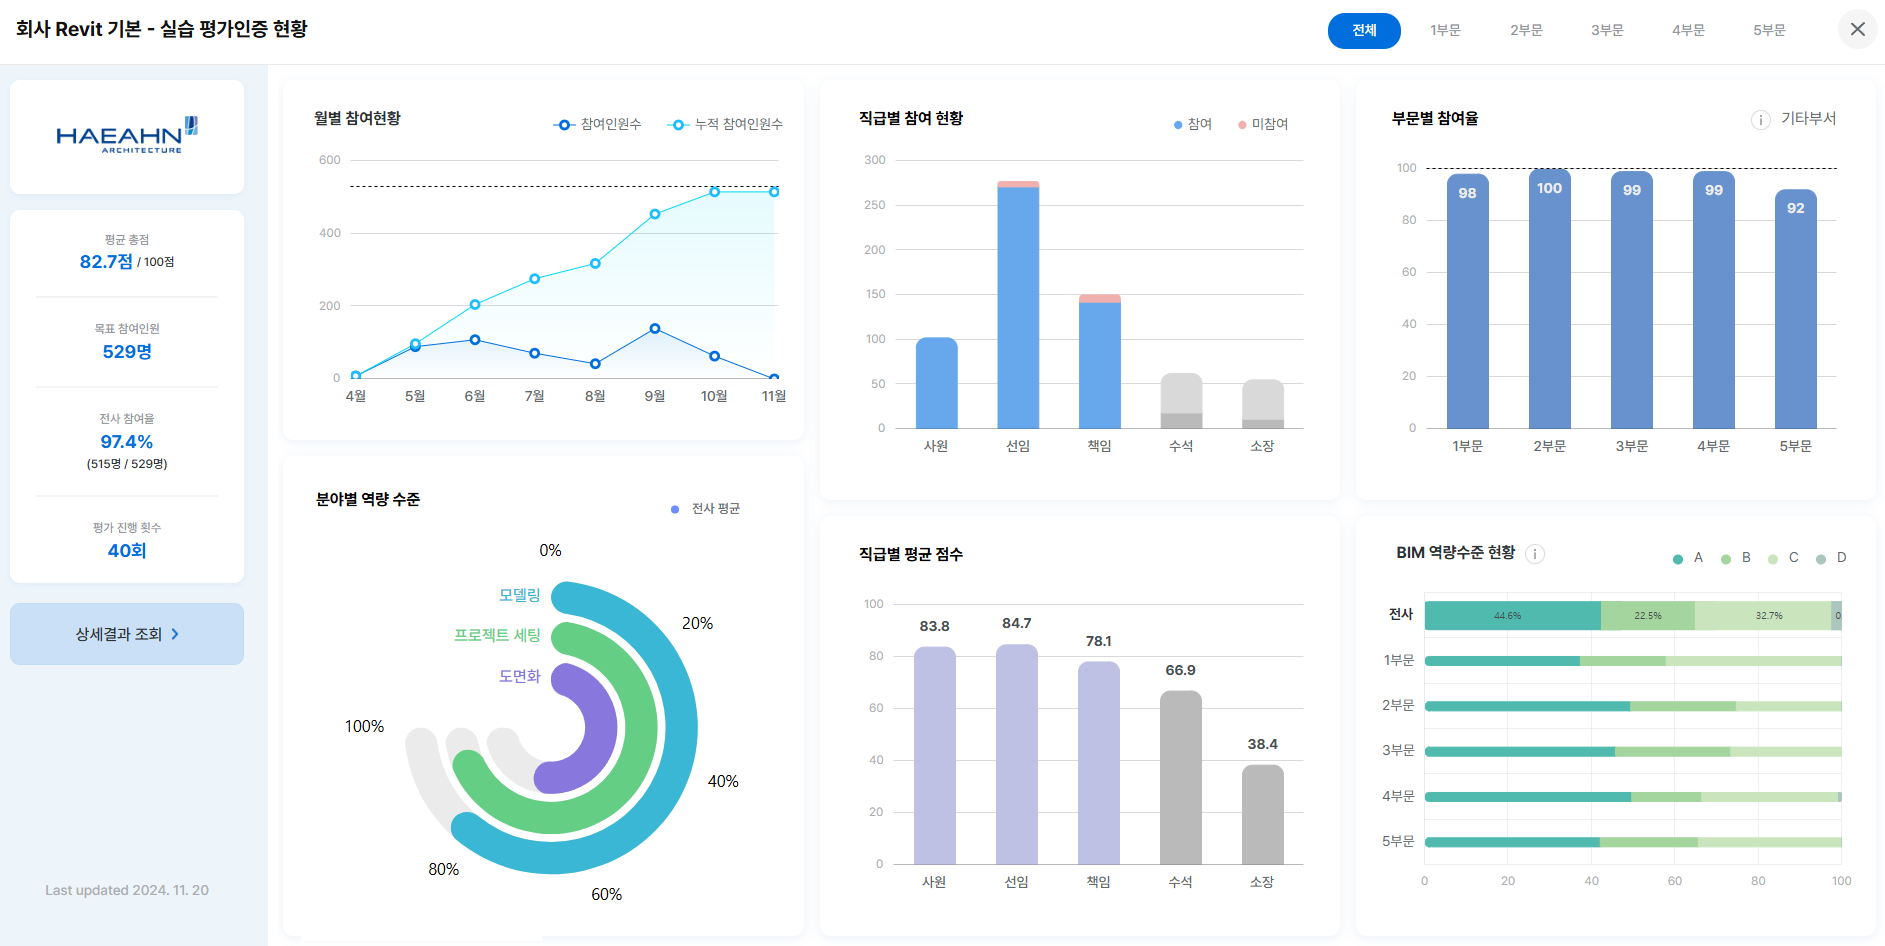 회사 Revit 기본 - 실습 평가인증 현황
전체
1부문
2부문
3부문
4부문
5부문
HAEAHN
ARCHITECTURE
평균 총점
82.7점 / 100점
목표 참여인원
529명
전사 참여율
97.4%
(515명 / 529명)
평가 진행 횟수
40회
상세결과 조회
Last updated 2024. 11. 20
월별 참여현황
참여인원수
누적 참여인원수
600
400
200
0
4월
5월
6월
7월
8월
9월
10월
11월
직급별 참여 현황
참여
미참여
300
250
200
150
100
50
0
사원
선임
책임
수석
소장
부문별 참여율
기타부서
100
80
60
40
20
0
98
100
99
99
92
1부문
2부문
3부문
4부문
5부문
분야별 역량 수준
전사 평균
0%
모델링
프로젝트 세팅
도면화
20%
100%
40%
80%
60%
직급별 평균 점수
100
80
60
40
20
0
83.8
84.7
78.1
66.9
38.4
사원
선임
책임
수석
소장
BIM 역량수준 현황
A
B
C
D
전사
44.6%
22.5%
32.7%
0
1부문
2부문
3부문
4부문
5부문
0
20
40
60
80
100